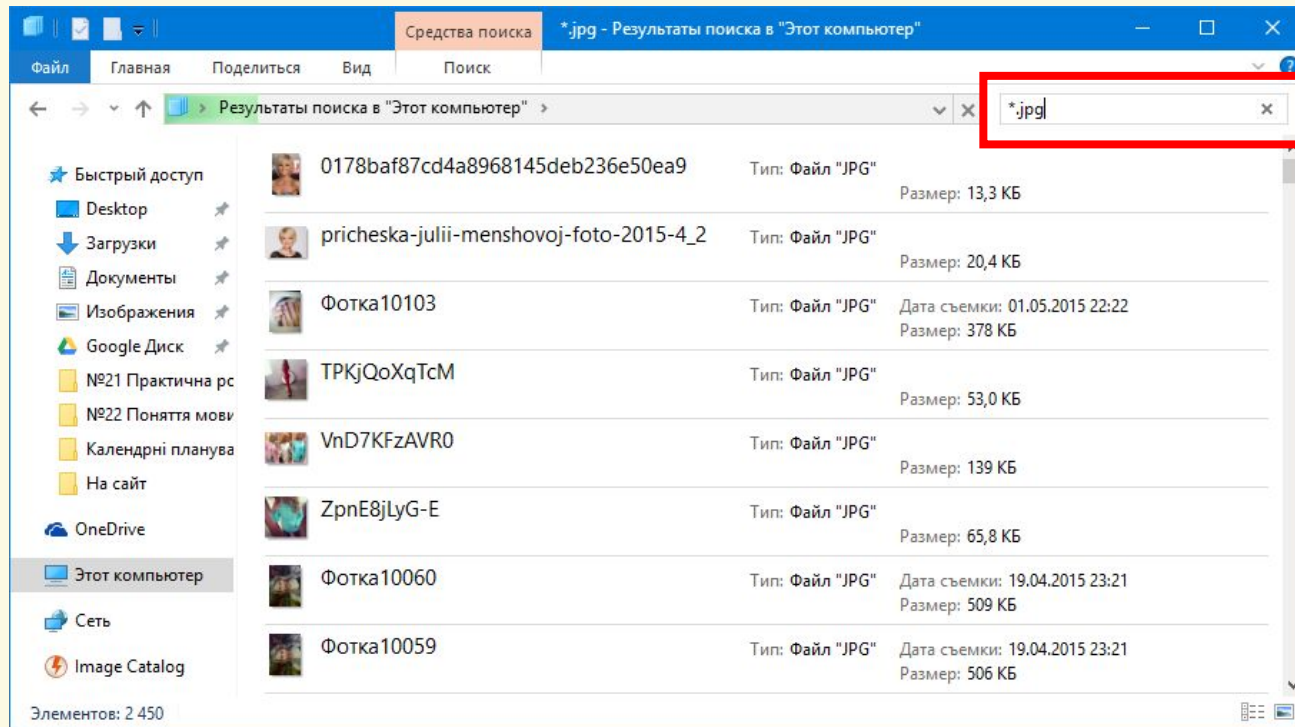 Средства поиска
*.jpg - Результаты поиска в "Этот компьютер"
Файл Главная Поделиться Вид Поиск
Результаты поиска в "Этот компьютер"
*.jpg
Быстрый доступ
Desktop
Загрузки
Документы
Изображения
Google Диск
№21 Практична рс
№22 Поняття мови
Календрні планува
На сайт
OneDrive
Этот компьютер
Сеть
Image Catalog
0178baf87cd4a8968145deb236e50ea9 Тип: Файл "JPG"
Размер: 13,3 КБ
pricheska-julii-menshovoj-foto-2015-4_2 Тип: Файл "JPG"
Размер: 20,4 КБ
Фотка10103 Тип: Файл "JPG" Дата съемки: 01.05.2015 22:22
Размер: 378 КБ
TPKjQoXqTcM Тип: Файл "JPG"
Размер: 53,0 КБ
VnD7KFzAVR0 Тип: Файл "JPG"
Размер: 139 КБ
ZpnE8jLyG-E Тип: Файл "JPG"
Размер: 65,8 КБ
Фотка10060 Тип: Файл "JPG" Дата съемки: 19.04.2015 23:21
Размер: 509 КБ
Фотка10059 Тип: Файл "JPG" Дата съемки: 19.04.2015 23:21
Размер: 506 КБ
Элементов: 2 450